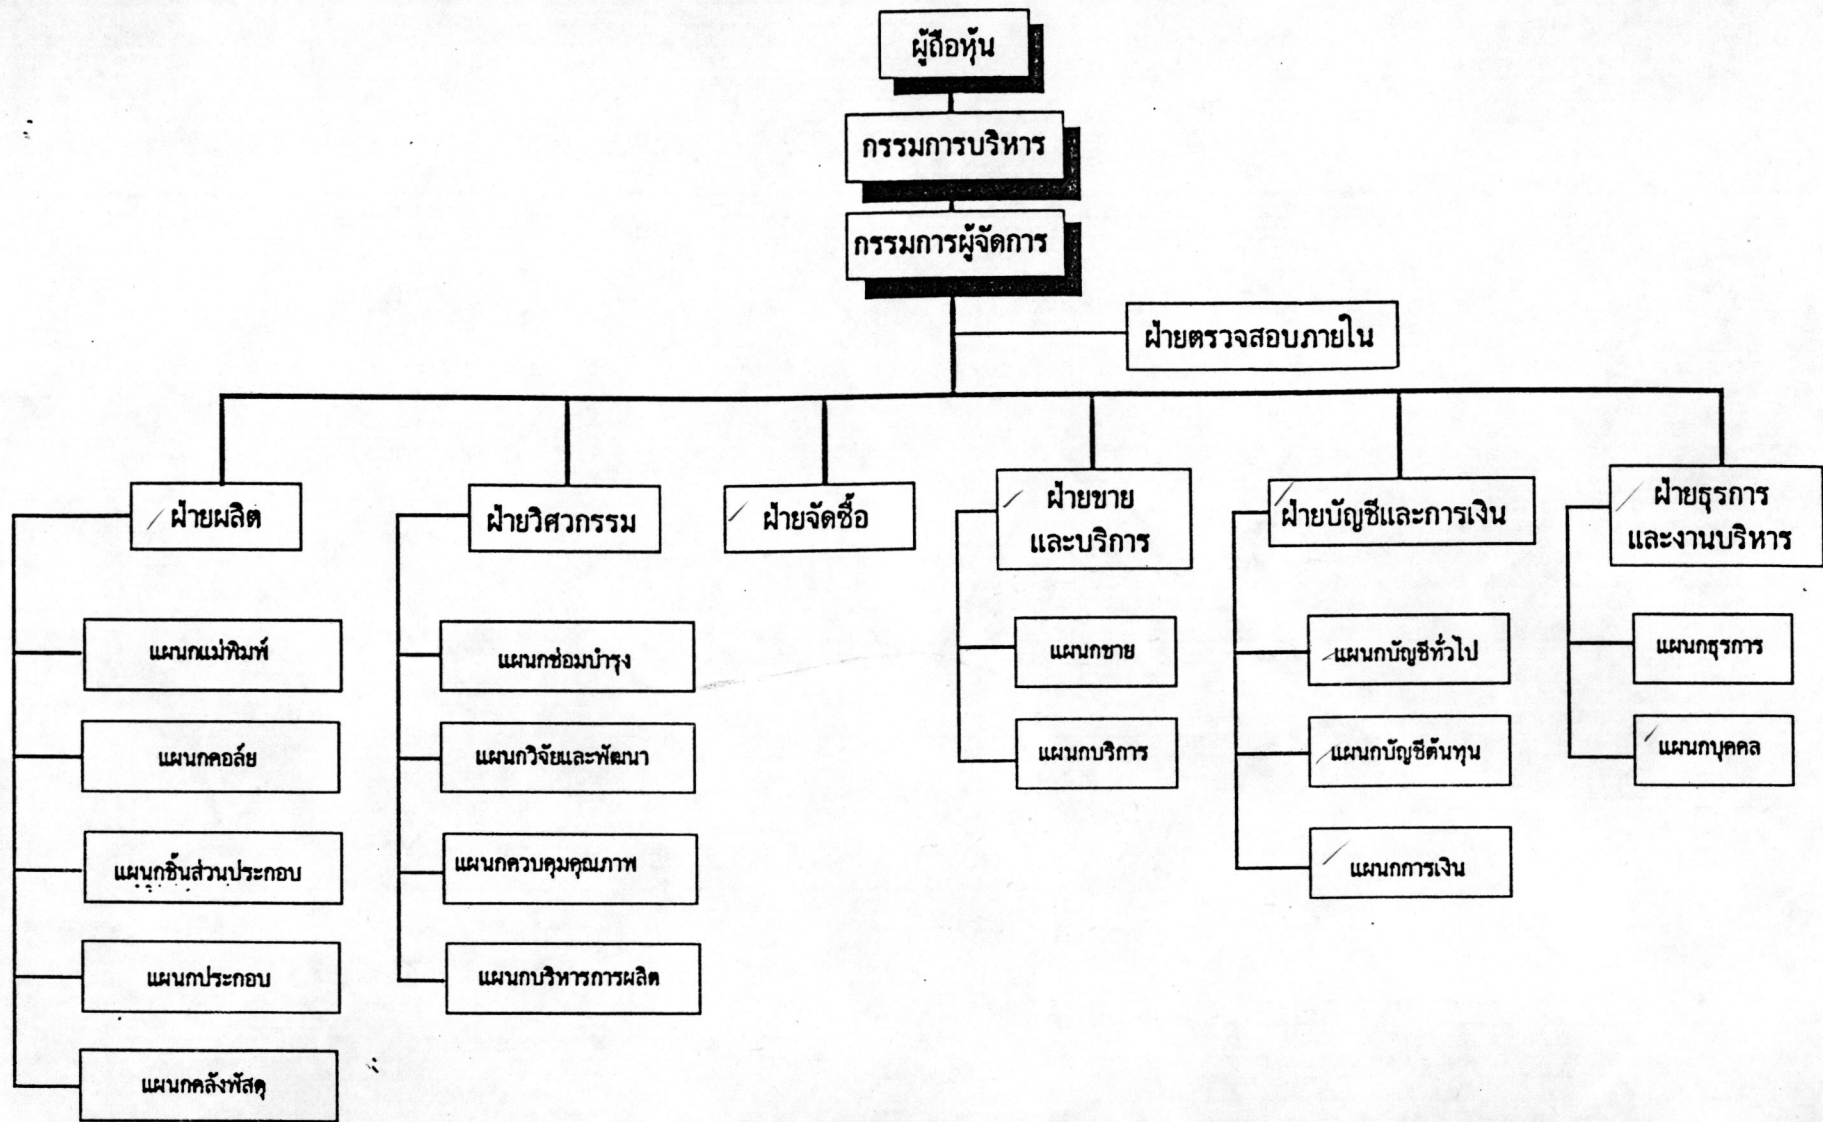 ผู้ถือหุ้น
กรรมการบริหาร
กรรมการผู้จัดการ
ฝ่ายตรวจสอบภายใน
ฝ่ายผลิต
แผนกแม่พิมพ์
แผนกคอล์ย
แผนกชิ้นส่วนประกอบ
แผนกประกอบ
แผนกคลังพัสดุ
ฝ่ายวิศวกรรม
แผนกซ่อมบำรุง
แผนกวิจัยและพัฒนา
แผนกควบคุมคุณภาพ
แผนกบริหารการผลิต
ฝ่ายจัดซื้อ
ฝ่ายขาย
และบริการ
แผนกขาย
แผนกบริการ
ฝ่ายบัญชีและการเงิน
แผนกบัญชีทั่วไป
แผนกบัญชีต้นทุน
แผนกการเงิน
ฝ่ายธุรการ
และงานบริหาร
แผนกธุรการ
แผนกบุคคล